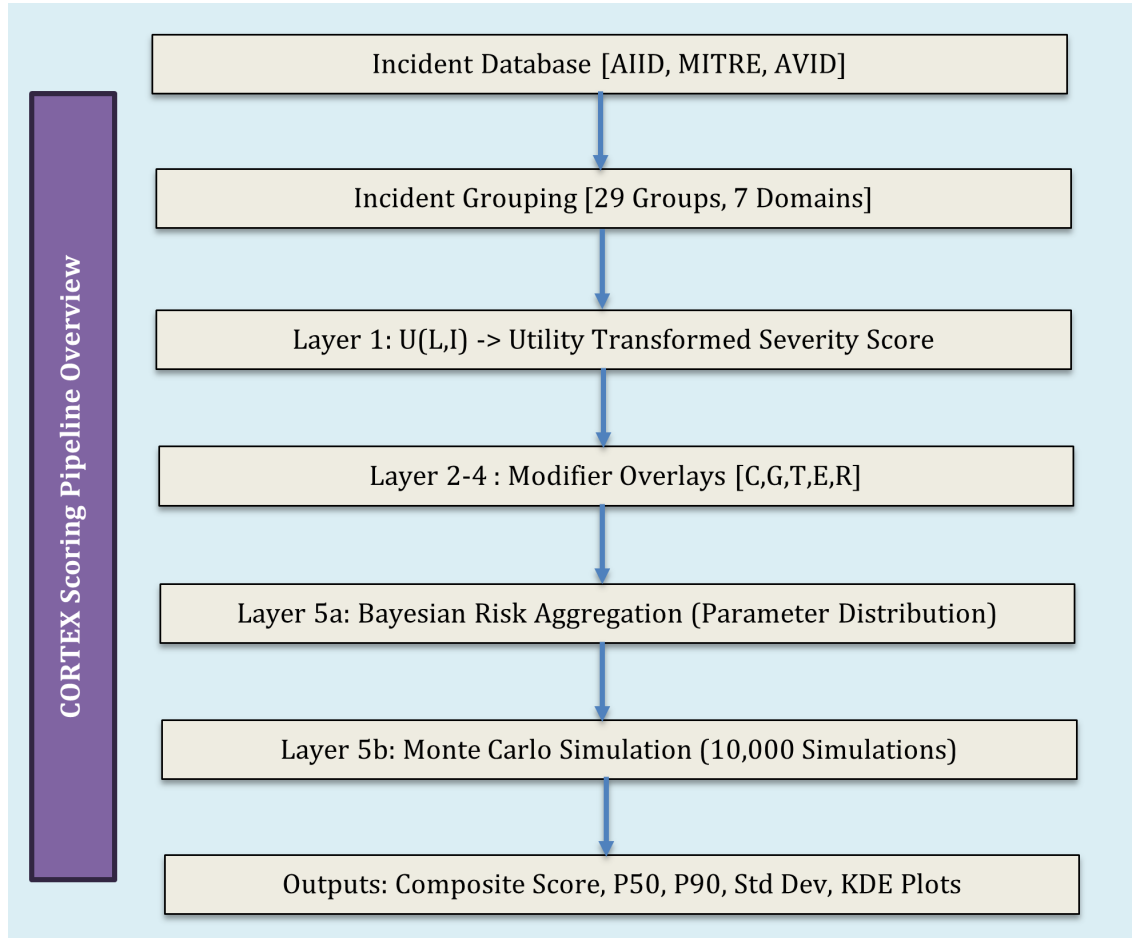 CORTEX Scoring Pipeline Overview
Incident Database [AIID, MITRE, AVID]
Incident Grouping [29 Groups, 7 Domains]
Layer 1: U(L,I) -> Utility Transformed Severity Score
Layer 2-4 : Modifier Overlays [C,G,T,E,R]
Layer 5a: Bayesian Risk Aggregation (Parameter Distribution)
Layer 5b: Monte Carlo Simulation (10,000 Simulations)
Outputs: Composite Score, P50, P90, Std Dev, KDE Plots